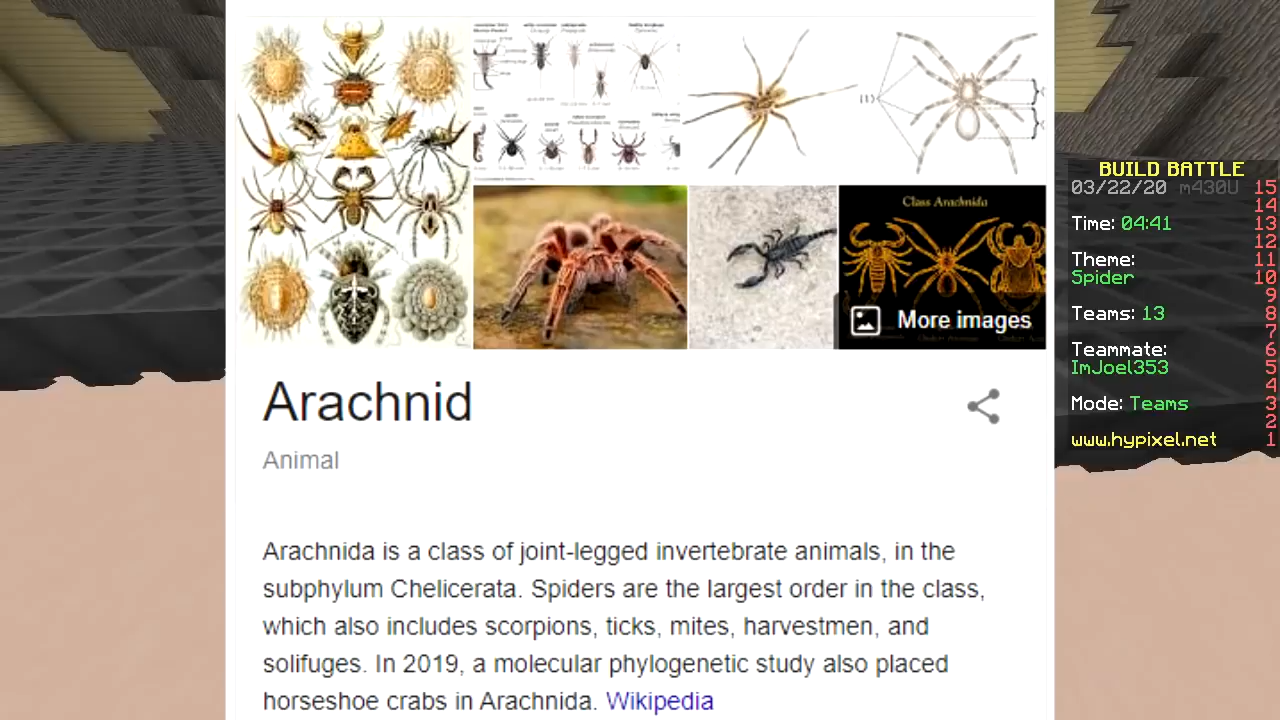 Class Arachnida
More images
Arachnid
Animal
Arachnida is a class of joint-legged invertebrate animals, in the
subphylum Chelicerata. Spiders are the largest order in the class,
which also includes scorpions, ticks, mites, harvestmen, and
solifuges. In 2019, a molecular phylogenetic study also placed
horseshoe crabs in Arachnida. Wikipedia
BUILD BATTLE
03/22/20 m430U 15
14
Time: 04:41 13
12
Theme: 11
Spider 10
9
Teams: 13 8
7
Teammate: 6
ImJoel353 5
4
Mode: Teams 3
2
www.hypixel.net 1